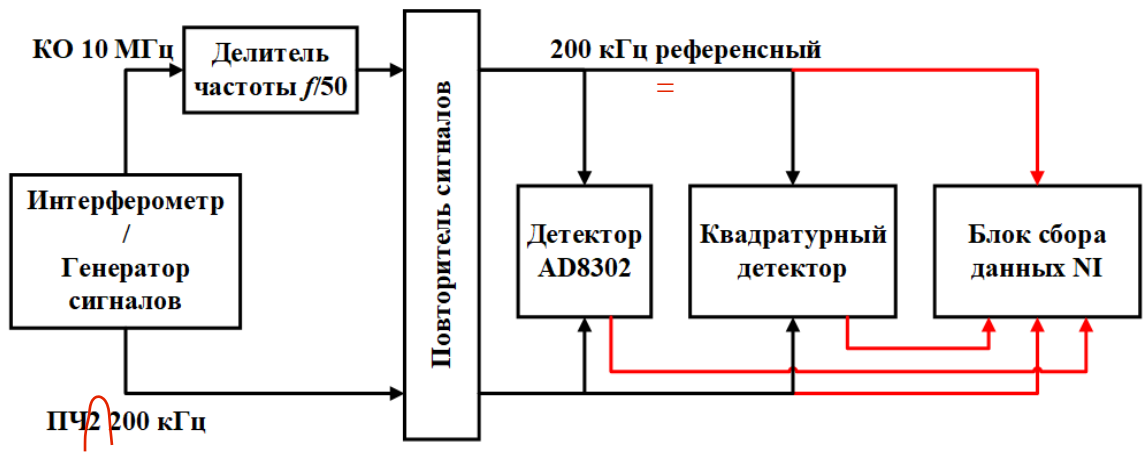 КО 10 МГц
Делитель
частоты f/50
200 кГц референсный
=
Повторитель сигналов
Интерферометр
/
Генератор
сигналов
Детектор
AD8302
Квадратурный
детектор
Блок сбора
данных NI
ПЧ2 200 кГц